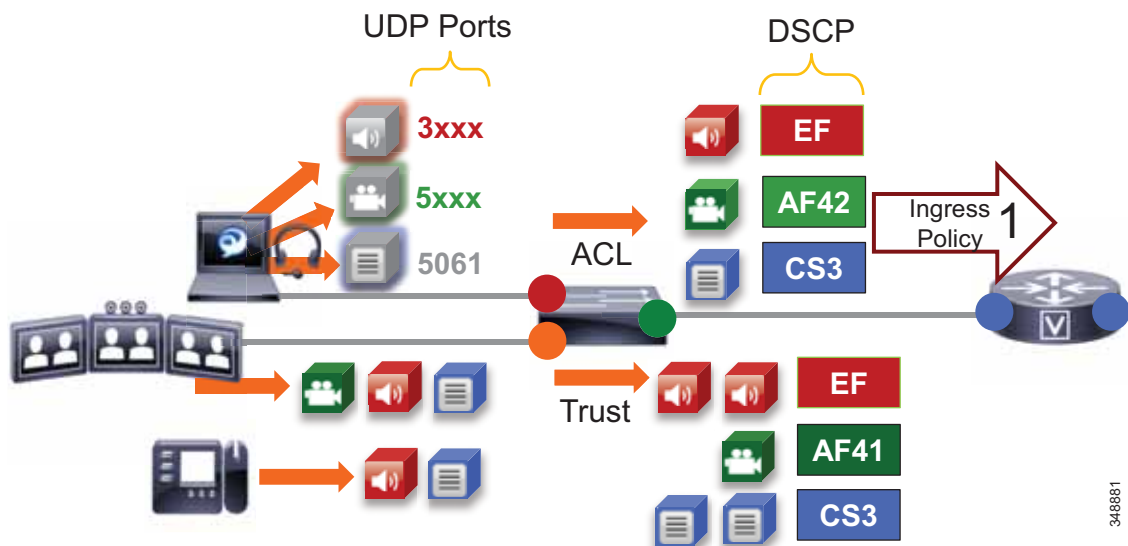 UDP Ports
DSCP
3xxx
EF
5xxx
AF42
Ingress
Policy
1
5061
ACL
CS3
V
Trust
EF
AF41
CS3
348881